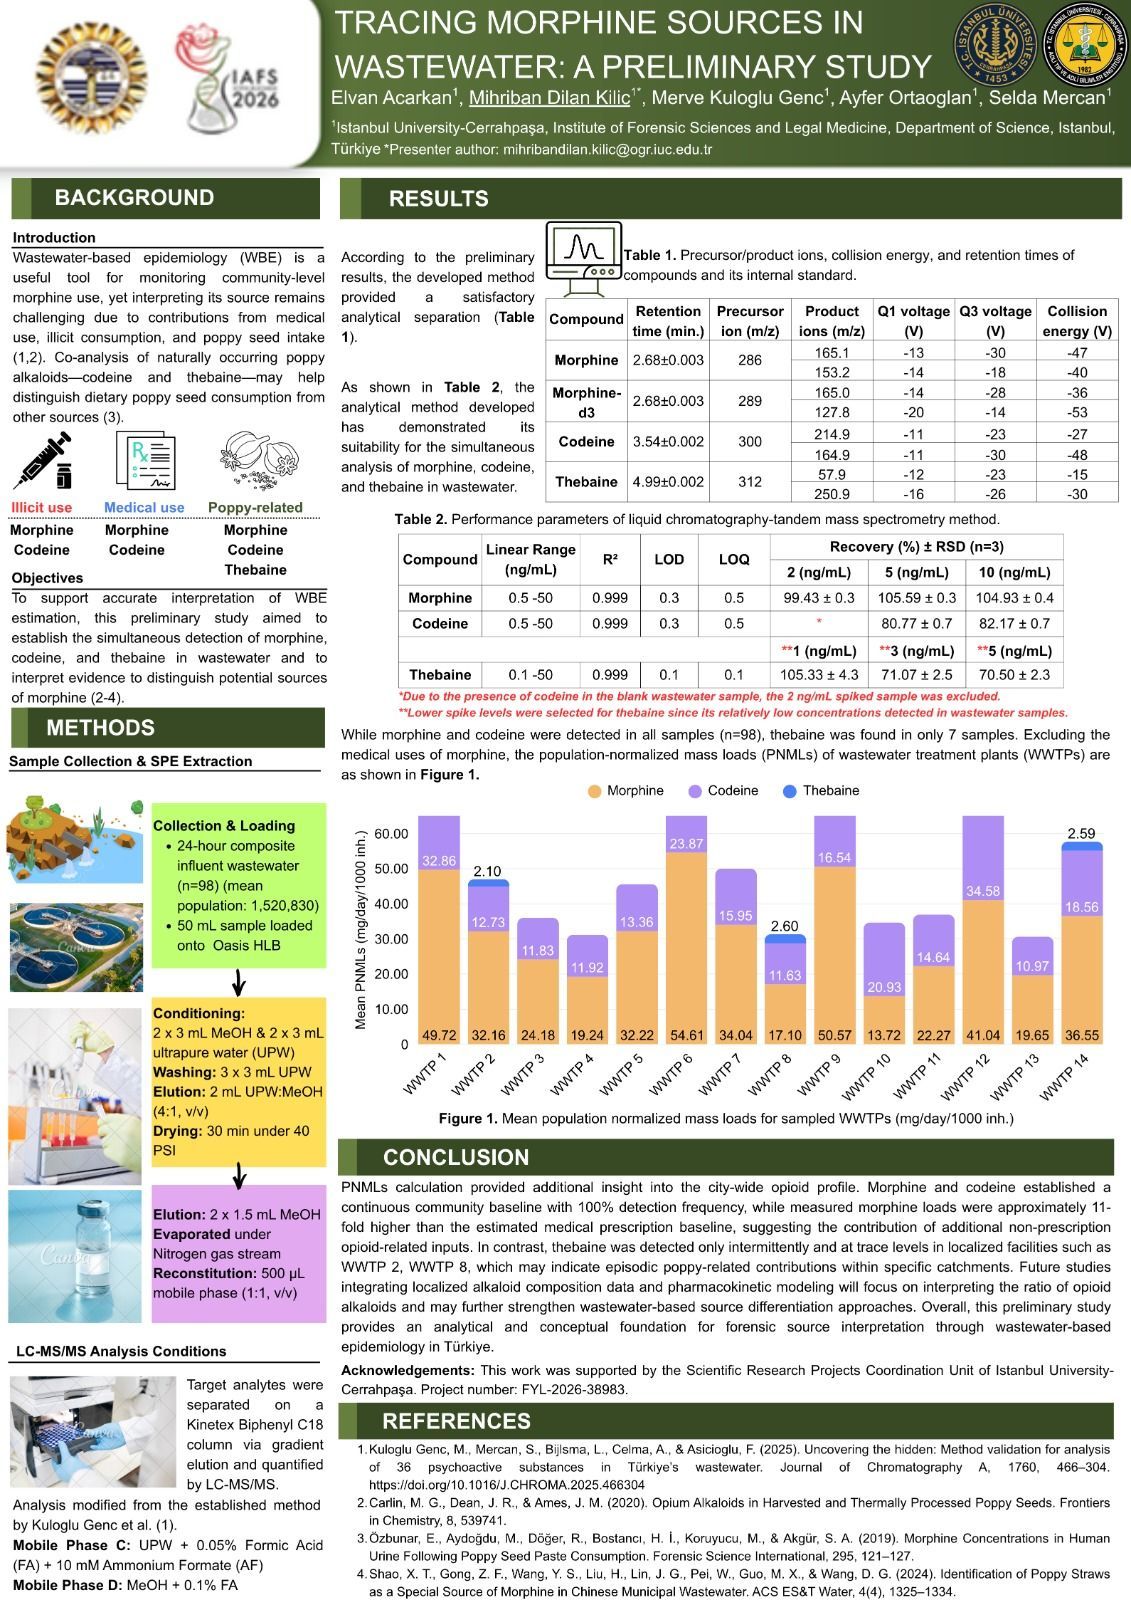 IAFS
2026
TRACING MORPHINE SOURCES IN
WASTEWATER: A PRELIMINARY STUDY
Elvan Acarkan1, Mihriban Dilan Kilic1*, Merve Kuloglu Genc1, Ayfer Ortaoglan1, Selda Mercan1
1Istanbul University-Cerrahpaşa, Institute of Forensic Sciences and Legal Medicine, Department of Science, Istanbul,
Türkiye *Presenter author: mihribandilan.kilic@ogr.iuc.edu.tr
BACKGROUND
Introduction
Wastewater-based epidemiology (WBE) is a
useful tool for monitoring community-level
morphine use, yet interpreting its source remains
challenging due to contributions from medical
use, illicit consumption, and poppy seed intake
(1,2). Co-analysis of naturally occurring poppy
alkaloids—codeine and thebaine—may help
distinguish dietary poppy seed consumption from
other sources (3).
Illicit use Medical use Poppy-related
Morphine Morphine Morphine
Codeine Codeine Codeine
Thebaine
Objectives
To support accurate interpretation of WBE
estimation, this preliminary study aimed to
establish the simultaneous detection of morphine,
codeine, and thebaine in wastewater and to
interpret evidence to distinguish potential sources
of morphine (2-4).
METHODS
Sample Collection & SPE Extraction
Collection & Loading
• 24-hour composite
influent wastewater
(n=98) (mean
population: 1,520,830)
• 50 mL sample loaded
onto Oasis HLB
Conditioning:
2 x 3 mL MeOH & 2 x 3 mL
ultrapure water (UPW)
Washing: 3 x 3 mL UPW
Elution: 2 mL UPW:MeOH
(4:1, v/v)
Drying: 30 min under 40
PSI
Elution: 2 x 1.5 mL MeOH
Evaporated under
Nitrogen gas stream
Reconstitution: 500 µL
mobile phase (1:1, v/v)
LC-MS/MS Analysis Conditions
Target analytes were
separated on a
Kinetex Biphenyl C18
column via gradient
elution and quantified
by LC-MS/MS.
Analysis modified from the established method
by Kuloglu Genc et al. (1).
Mobile Phase C: UPW + 0.05% Formic Acid
(FA) + 10 mM Ammonium Formate (AF)
Mobile Phase D: MeOH + 0.1% FA
RESULTS
According to the preliminary
results, the developed method
provided a satisfactory
analytical separation (Table
1).
As shown in Table 2, the
analytical method developed
has demonstrated its
suitability for the simultaneous
analysis of morphine, codeine,
and thebaine in wastewater.
Table 1. Precursor/product ions, collision energy, and retention times of
compounds and its internal standard.
Compound Retention time (min.) Precursor ion (m/z) Product ions (m/z) Q1 voltage (V) Q3 voltage (V) Collision energy (V)
Morphine 2.68±0.003 286 165.1 -13 -30 -47
153.2 -14 -18 -40
Morphine-d3 2.68±0.003 289 165.0 -14 -28 -36
127.8 -20 -14 -53
Codeine 3.54±0.002 300 214.9 -11 -23 -27
164.9 -11 -30 -48
Thebaine 4.99±0.002 312 57.9 -12 -23 -15
250.9 -16 -26 -30
Table 2. Performance parameters of liquid chromatography-tandem mass spectrometry method.
Compound Linear Range (ng/mL) R² LOD LOQ Recovery (%) ± RSD (n=3)
2 (ng/mL) 5 (ng/mL) 10 (ng/mL)
Morphine 0.5 -50 0.999 0.3 0.5 99.43 ± 0.3 105.59 ± 0.3 104.93 ± 0.4
Codeine 0.5 -50 0.999 0.3 0.5 * 80.77 ± 0.7 82.17 ± 0.7
**1 (ng/mL) **3 (ng/mL) **5 (ng/mL)
Thebaine 0.1 -50 0.999 0.1 0.1 105.33 ± 4.3 71.07 ± 2.5 70.50 ± 2.3
*Due to the presence of codeine in the blank wastewater sample, the 2 ng/mL spiked sample was excluded.
**Lower spike levels were selected for thebaine since its relatively low concentrations detected in wastewater samples.
While morphine and codeine were detected in all samples (n=98), thebaine was found in only 7 samples. Excluding the
medical uses of morphine, the population-normalized mass loads (PNMLs) of wastewater treatment plants (WWTPs) are
as shown in Figure 1.
Morphine Codeine Thebaine
Mean PNMLs (mg/day/1000 inh.)
60.00
50.00
40.00
30.00
20.00
10.00
0
2.10 2.60 2.59
32.86 12.73 11.83 11.92 13.36 23.87 15.95 11.63 16.54 20.93 14.64 34.58 10.97 18.56
49.72 32.16 24.18 19.24 32.22 54.61 34.04 17.10 50.57 13.72 22.27 41.04 19.65 36.55
WWTP 1 WWTP 2 WWTP 3 WWTP 4 WWTP 5 WWTP 6 WWTP 7 WWTP 8 WWTP 9 WWTP 10 WWTP 11 WWTP 12 WWTP 13 WWTP 14
Figure 1. Mean population normalized mass loads for sampled WWTPs (mg/day/1000 inh.)
CONCLUSION
PNMLs calculation provided additional insight into the city-wide opioid profile. Morphine and codeine established a
continuous community baseline with 100% detection frequency, while measured morphine loads were approximately 11-
fold higher than the estimated medical prescription baseline, suggesting the contribution of additional non-prescription
opioid-related inputs. In contrast, thebaine was detected only intermittently and at trace levels in localized facilities such as
WWTP 2, WWTP 8, which may indicate episodic poppy-related contributions within specific catchments. Future studies
integrating localized alkaloid composition data and pharmacokinetic modeling will focus on interpreting the ratio of opioid
alkaloids and may further strengthen wastewater-based source differentiation approaches. Overall, this preliminary study
provides an analytical and conceptual foundation for forensic source interpretation through wastewater-based
epidemiology in Türkiye.
Acknowledgements: This work was supported by the Scientific Research Projects Coordination Unit of Istanbul University-
Cerrahpaşa. Project number: FYL-2026-38983.
REFERENCES
1. Kuloglu Genc, M., Mercan, S., Bijlsma, L., Celma, A., & Asicioglu, F. (2025). Uncovering the hidden: Method validation for analysis
of 36 psychoactive substances in Türkiye's wastewater. Journal of Chromatography A, 1760, 466–304.
https://doi.org/10.1016/J.CHROMA.2025.466304
2. Carlin, M. G., Dean, J. R., & Ames, J. M. (2020). Opium Alkaloids in Harvested and Thermally Processed Poppy Seeds. Frontiers
in Chemistry, 8, 539741.
3. Özbunar, E., Aydoğdu, M., Döğer, R., Bostancı, H. İ., Koruyucu, M., & Akgür, S. A. (2019). Morphine Concentrations in Human
Urine Following Poppy Seed Paste Consumption. Forensic Science International, 295, 121–127.
4. Shao, X. T., Gong, Z. F., Wang, Y. S., Liu, H., Lin, J. G., Pei, W., Guo, M. X., & Wang, D. G. (2024). Identification of Poppy Straws
as a Special Source of Morphine in Chinese Municipal Wastewater. ACS ES&T Water, 4(4), 1325–1334.